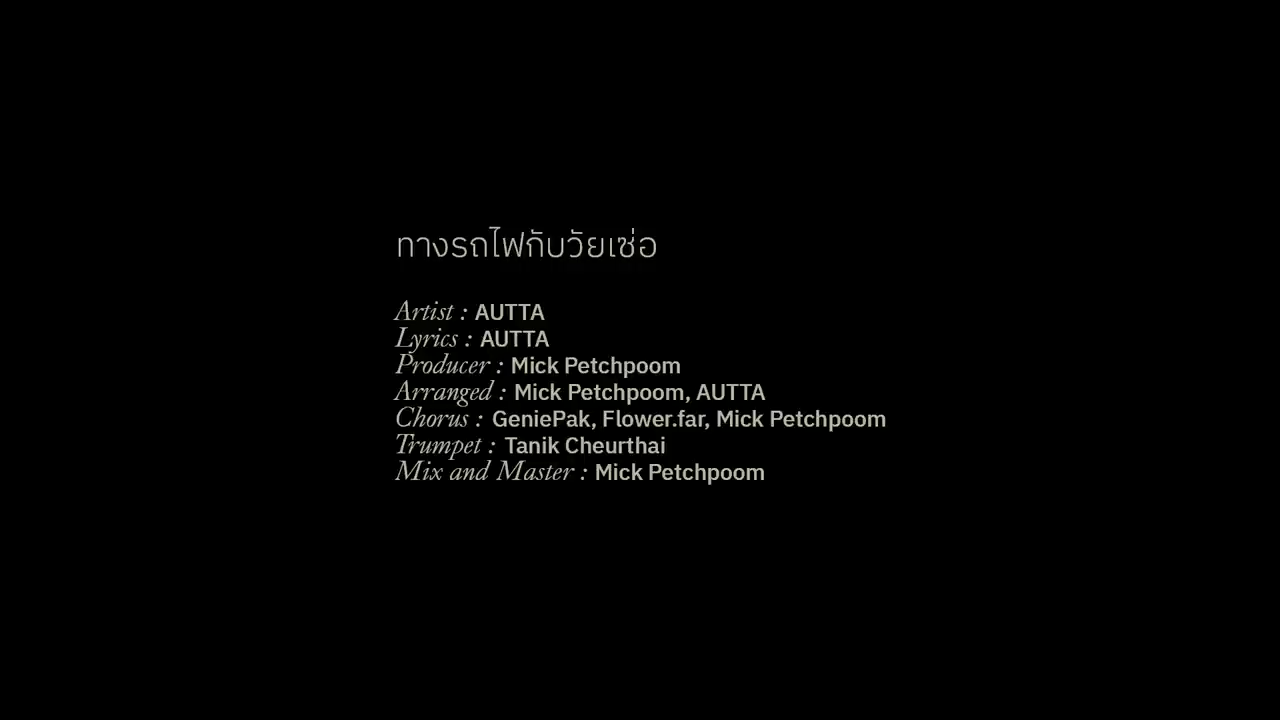 ทางรถไฟกับวัยเซ่อ
Artist : AUTTA
Lyrics : AUTTA
Producer : Mick Petchpoom
Arranged : Mick Petchpoom, AUTTA
Chorus : GeniePak, Flower.far, Mick Petchpoom
Trumpet : Tanik Cheurthai
Mix and Master : Mick Petchpoom